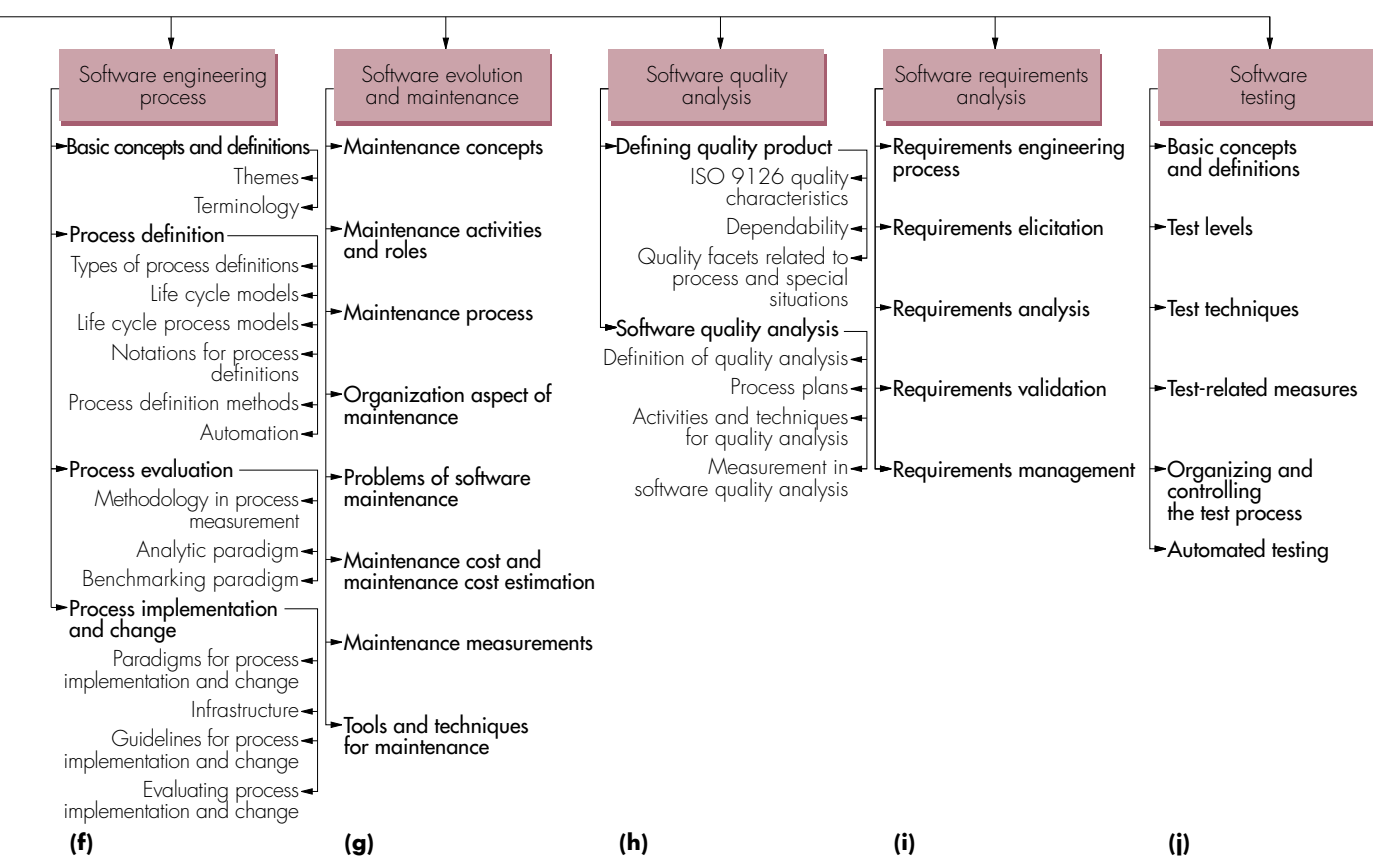 Software engineering
process
Basic concepts and definitions
Themes
Terminology
Process definition
Types of process definitions
Life cycle models
Life cycle process models
Notations for process
definitions
Process definition methods
Automation
Process evaluation
Methodology in process
measurement
Analytic paradigm
Benchmarking paradigm
Process implementation
and change
Paradigms for process
implementation and change
Infrastructure
Guidelines for process
implementation and change
Evaluating process
implementation and change
(f)
Software evolution
and maintenance
Maintenance concepts
Maintenance activities
and roles
Maintenance process
Organization aspect of
maintenance
Problems of software
maintenance
Maintenance cost and
maintenance cost estimation
Maintenance measurements
Tools and techniques
for maintenance
(g)
Software quality
analysis
Defining quality product
ISO 9126 quality
characteristics
Dependability
Quality facets related to
process and special
situations
Software quality analysis
Definition of quality analysis
Process plans
Activities and techniques
for quality analysis
Measurement in
software quality analysis
(h)
Software requirements
analysis
Requirements engineering
process
Requirements elicitation
Requirements analysis
Requirements validation
Requirements management
(i)
Software
testing
Basic concepts
and definitions
Test levels
Test techniques
Test-related measures
Organizing and
controlling
the test process
Automated testing
(j)